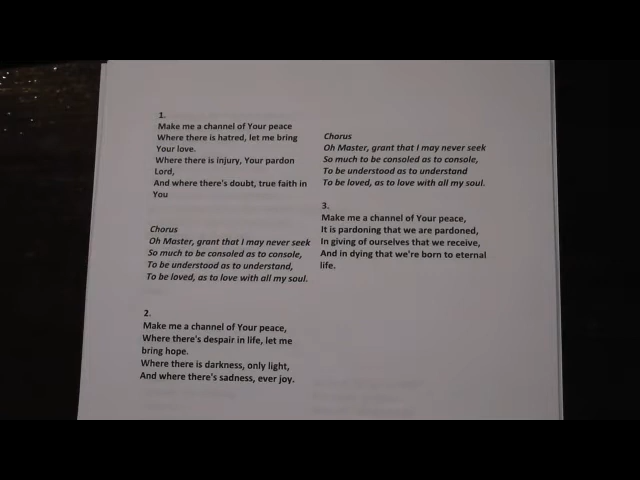 1.
Make me a channel of Your peace
Where there is hatred, let me bring
Your love.
Where there is injury, Your pardon
Lord,
And where there's doubt, true faith in
You
Chorus
Oh Master, grant that I may never seek
So much to be consoled as to console,
To be understood as to understand,
To be loved, as to love with all my soul.
2.
Make me a channel of Your peace,
Where there's despair in life, let me
bring hope.
Where there is darkness, only light,
And where there's sadness, ever joy.
Chorus
Oh Master, grant that I may never seek
So much to be consoled as to console,
To be understood as to understand
To be loved, as to love with all my soul.
3.
Make me a channel of Your peace,
It is pardoning that we are pardoned,
In giving of ourselves that we receive,
And in dying that we're born to eternal
life.